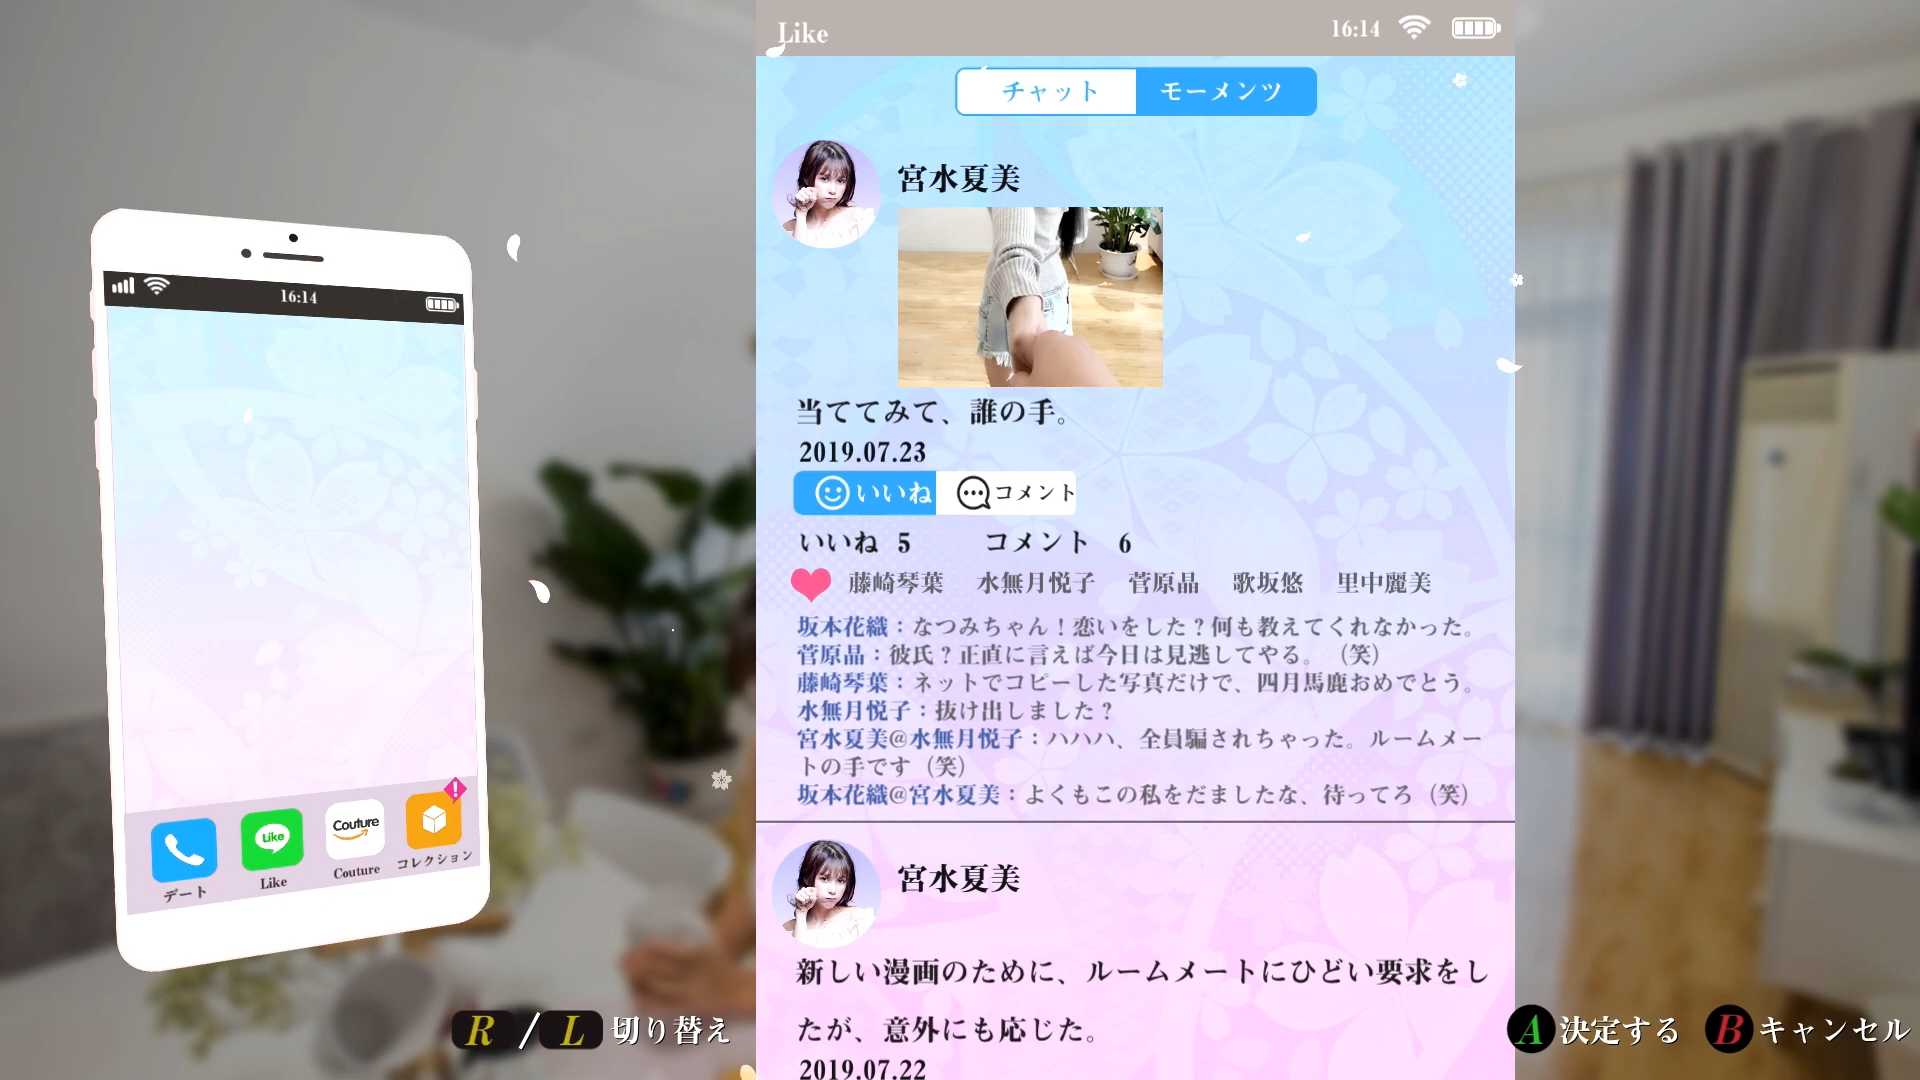 Like
16:14
チャット
モーメンツ
宮水夏美
当ててみて、誰の手。
2019.07.23
いいね
コメント
いいね 5 コメント 6
藤崎琴葉 水無月悦子 菅原晶 歌坂悠 里中麗美
坂本花織：なつみちゃん！恋いをした？何も教えてくれなかった。
菅原晶：彼氏？正直に言えば今日は見逃してやる。（笑）
藤崎琴葉：ネットでコピーした写真だけで、四月馬鹿おめでとう。
水無月悦子：抜け出しました？
宮水夏美@水無月悦子：ハハハ、全員騙されちゃった。ルームメー
トの手です（笑）
坂本花織@宮水夏美：よくもこの私をだましたな、待ってろ（笑）
宮水夏美
新しい漫画のために、ルームメートにひどい要求をし
たが、意外にも応じた。
2019.07.22
16:14
Like
Couture
デート
Like
Couture
コレクション
R / L 切り替え
A 決定する
B キャンセル